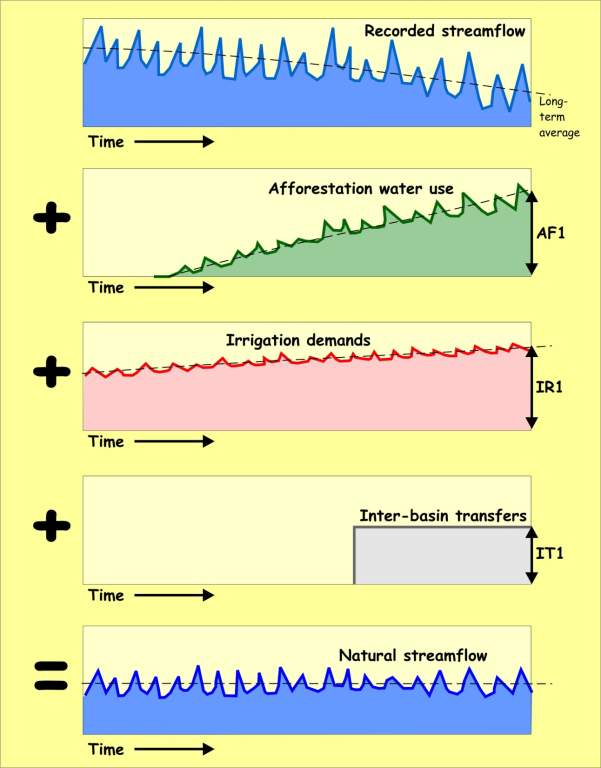 Recorded streamflow
Long-
term
average
Time
+
Afforestation water use
AF1
Time
+
Irrigation demands
IR1
Time
+
Inter-basin transfers
IT1
Time
=
Natural streamflow
Time